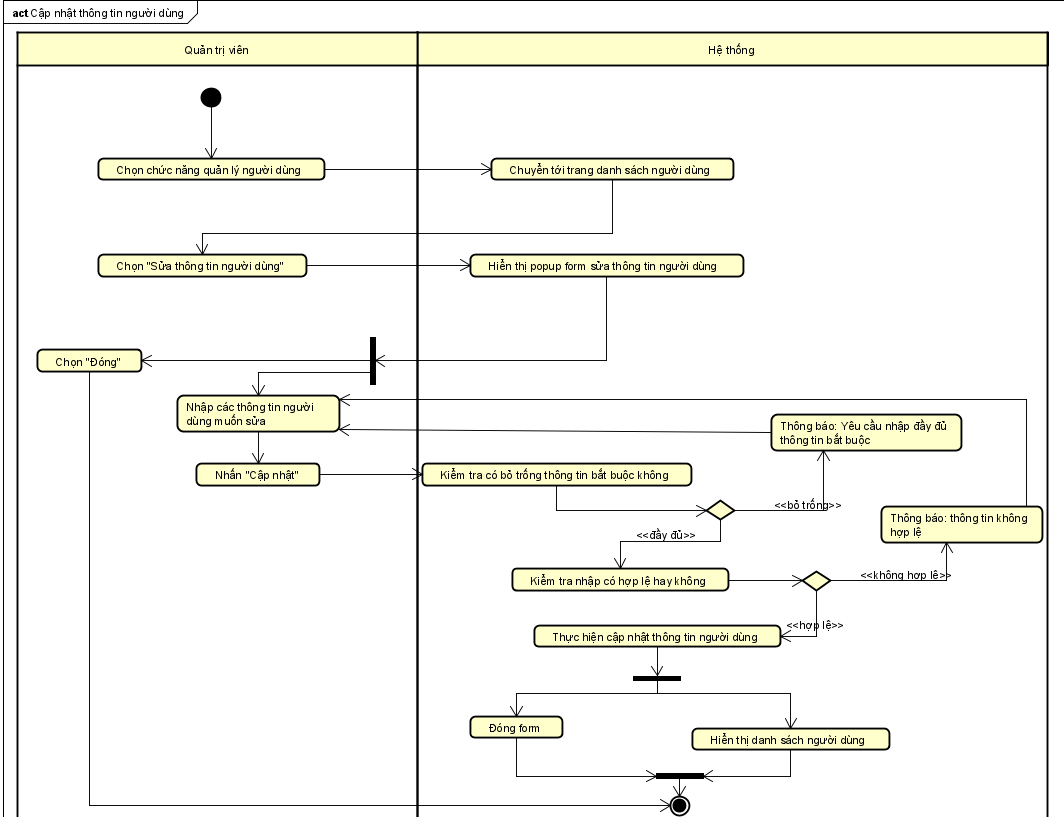 act Cập nhật thông tin người dùng
Quản trị viên
Hệ thống
Chọn chức năng quản lý người dùng
Chuyển tới trang danh sách người dùng
Chọn "Sửa thông tin người dùng"
Hiển thị popup form sửa thông tin người dùng
Chọn "Đóng"
Nhập các thông tin người
dùng muốn sửa
Thông báo: Yêu cầu nhập đầy đủ
thông tin bắt buộc
Nhấn "Cập nhật"
Kiểm tra có bỏ trống thông tin bắt buộc không
<<bỏ trống>>
Thông báo: thông tin không
hợp lệ
<<đầy đủ>>
Kiểm tra nhập có hợp lệ hay không
<<không hợp lệ>>
<<hợp lệ>>
Thực hiện cập nhật thông tin người dùng
Đóng form
Hiển thị danh sách người dùng